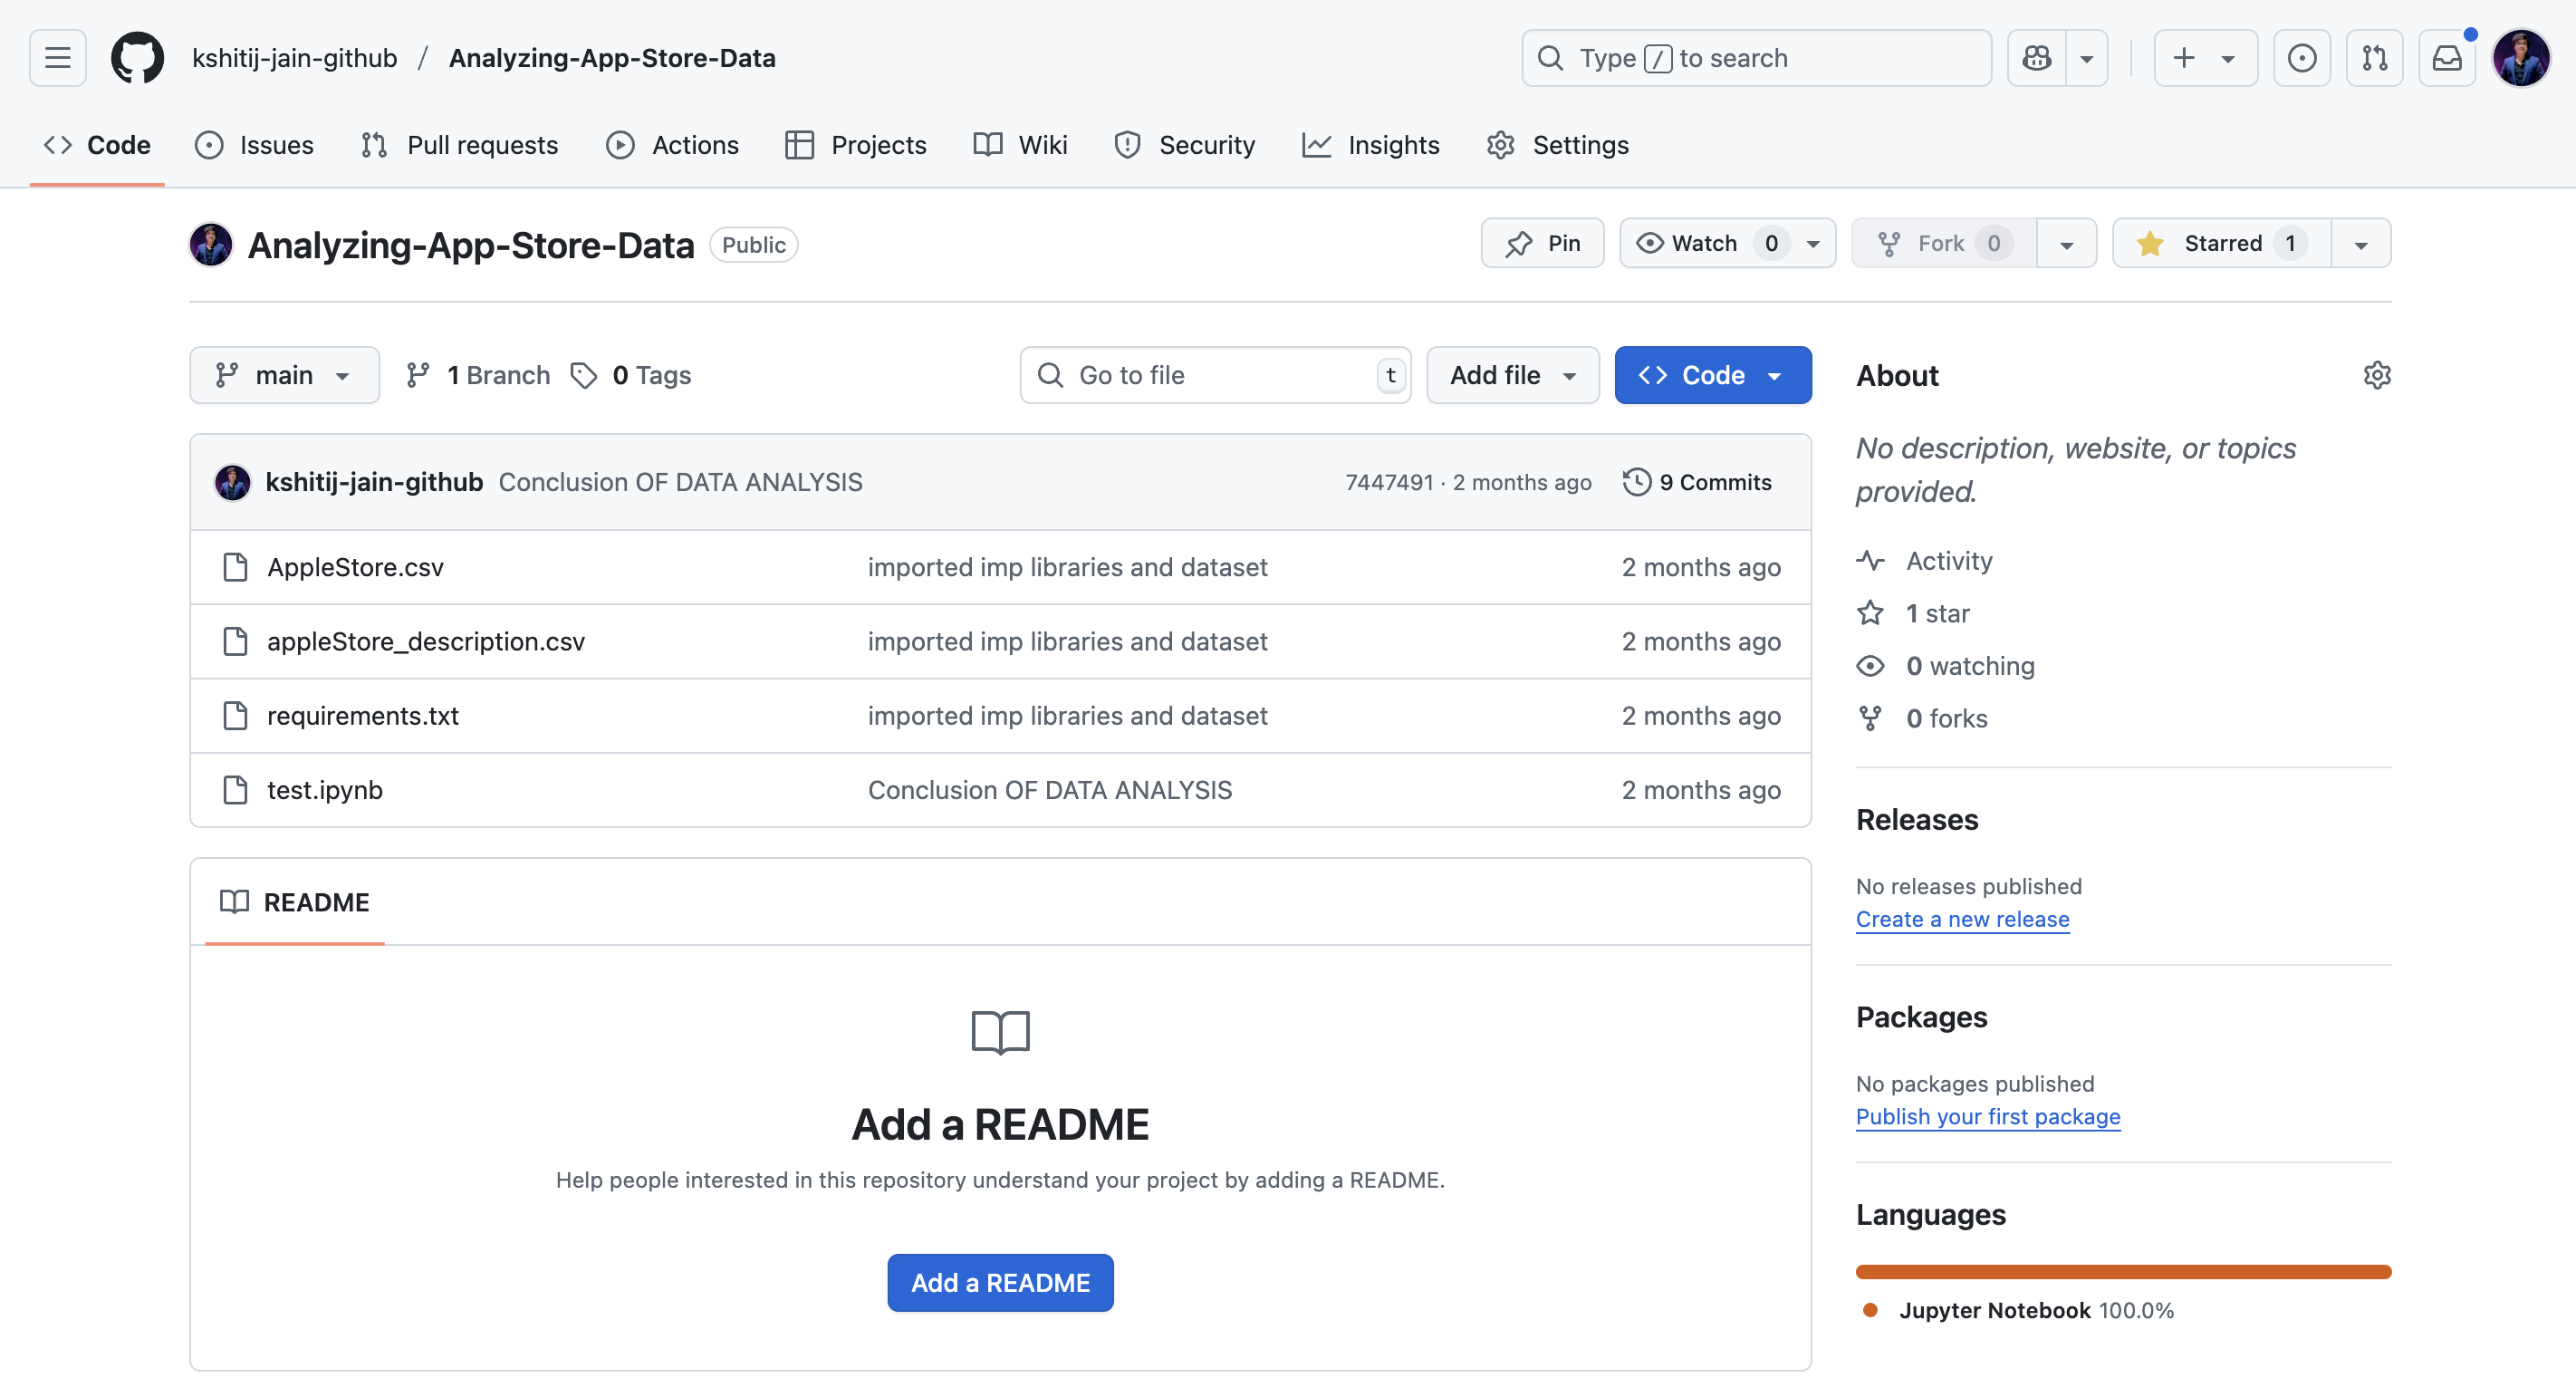 kshitij-jain-github / Analyzing-App-Store-Data
Type / to search
Code Issues Pull requests Actions Projects Wiki Security Insights Settings
Analyzing-App-Store-Data Public
Pin Watch 0 Fork 0 Starred 1
main 1 Branch 0 Tags Go to file t Add file Code
kshitij-jain-github Conclusion OF DATA ANALYSIS 7447491 · 2 months ago 9 Commits
AppleStore.csv imported imp libraries and dataset 2 months ago
appleStore_description.csv imported imp libraries and dataset 2 months ago
requirements.txt imported imp libraries and dataset 2 months ago
test.ipynb Conclusion OF DATA ANALYSIS 2 months ago
README
Add a README
Help people interested in this repository understand your project by adding a README.
Add a README
About
No description, website, or topics
provided.
Activity
1 star
0 watching
0 forks
Releases
No releases published
Create a new release
Packages
No packages published
Publish your first package
Languages
Jupyter Notebook 100.0%